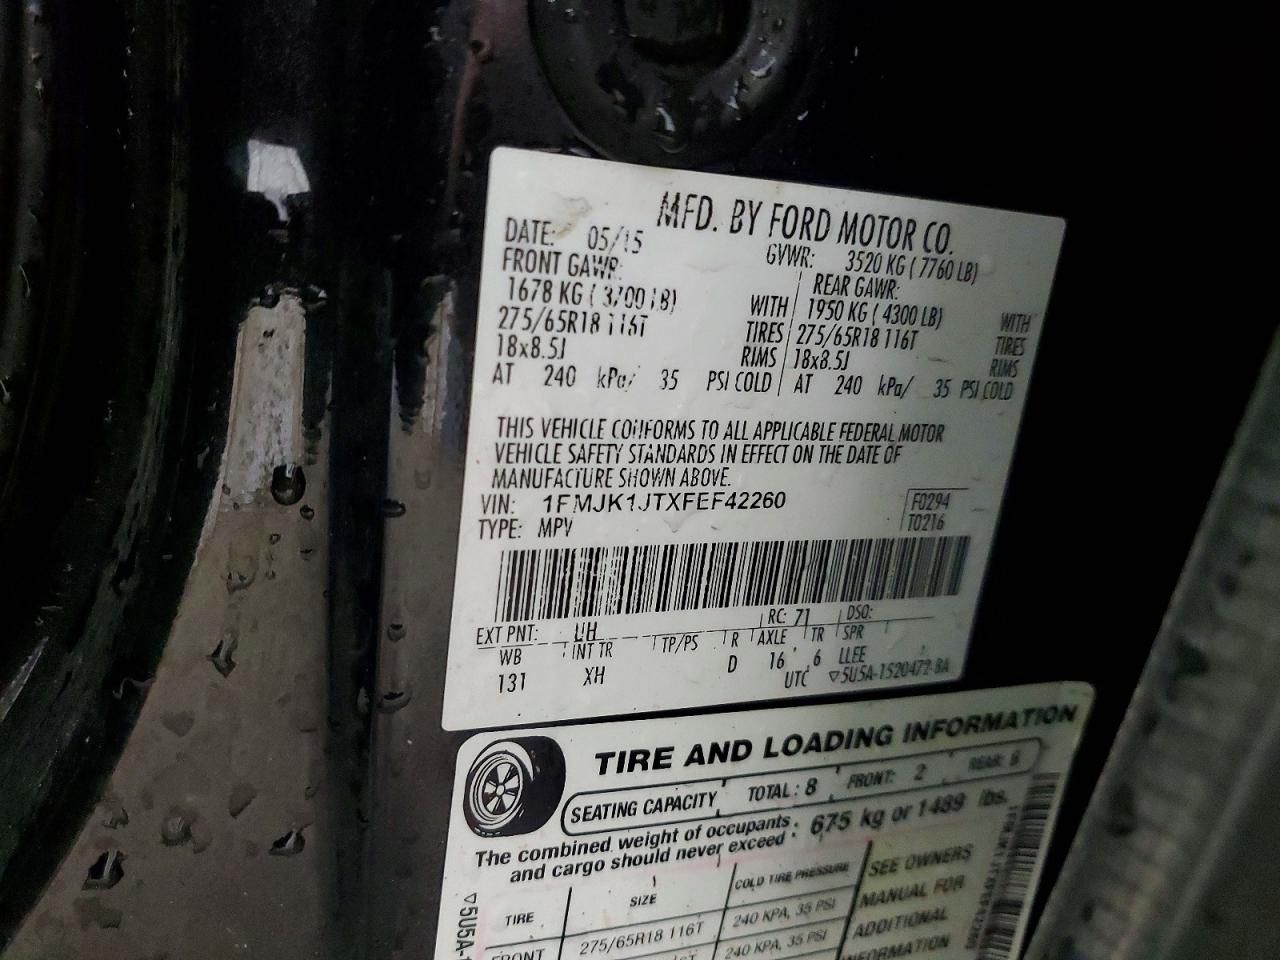 MFD. BY FORD MOTOR CO.
DATE: 05/15 GVWR: 3520 KG ( 7760 LB)
FRONT GAWR: REAR GAWR:
1678 KG ( 3700 LB) WITH 1950 KG ( 4300 LB) WITH
275/65R18 116T TIRES 275/65R18 116T TIRES
18x8.5J RIMS 18x8.5J RIMS
AT 240 kPa/ 35 PSI COLD AT 240 kPa/ 35 PSI COLD
THIS VEHICLE CONFORMS TO ALL APPLICABLE FEDERAL MOTOR
VEHICLE SAFETY STANDARDS IN EFFECT ON THE DATE OF
MANUFACTURE SHOWN ABOVE.
VIN: 1FMJK1JTXFEF42260 F0294
TYPE: MPV T0216
EXT PNT: UH RC: 71 DSO:
WB INT TR TP/PS R AXLE TR SPR
131 XH D 16 6 LLEE
UTC ▽5U5A-1520472-BA
TIRE AND LOADING INFORMATION
SEATING CAPACITY TOTAL : 8 FRONT: 2 REAR: 6
The combined weight of occupants and cargo should never exceed : 675 kg or 1489 lbs.
TIRE SIZE COLD TIRE PRESSURE SEE OWNERS
FRONT 275/65R18 116T 240 KPA, 35 PSI MANUAL FOR
240 KPA, 35 PSI ADDITIONAL
INFORMATION
▽5U5A-